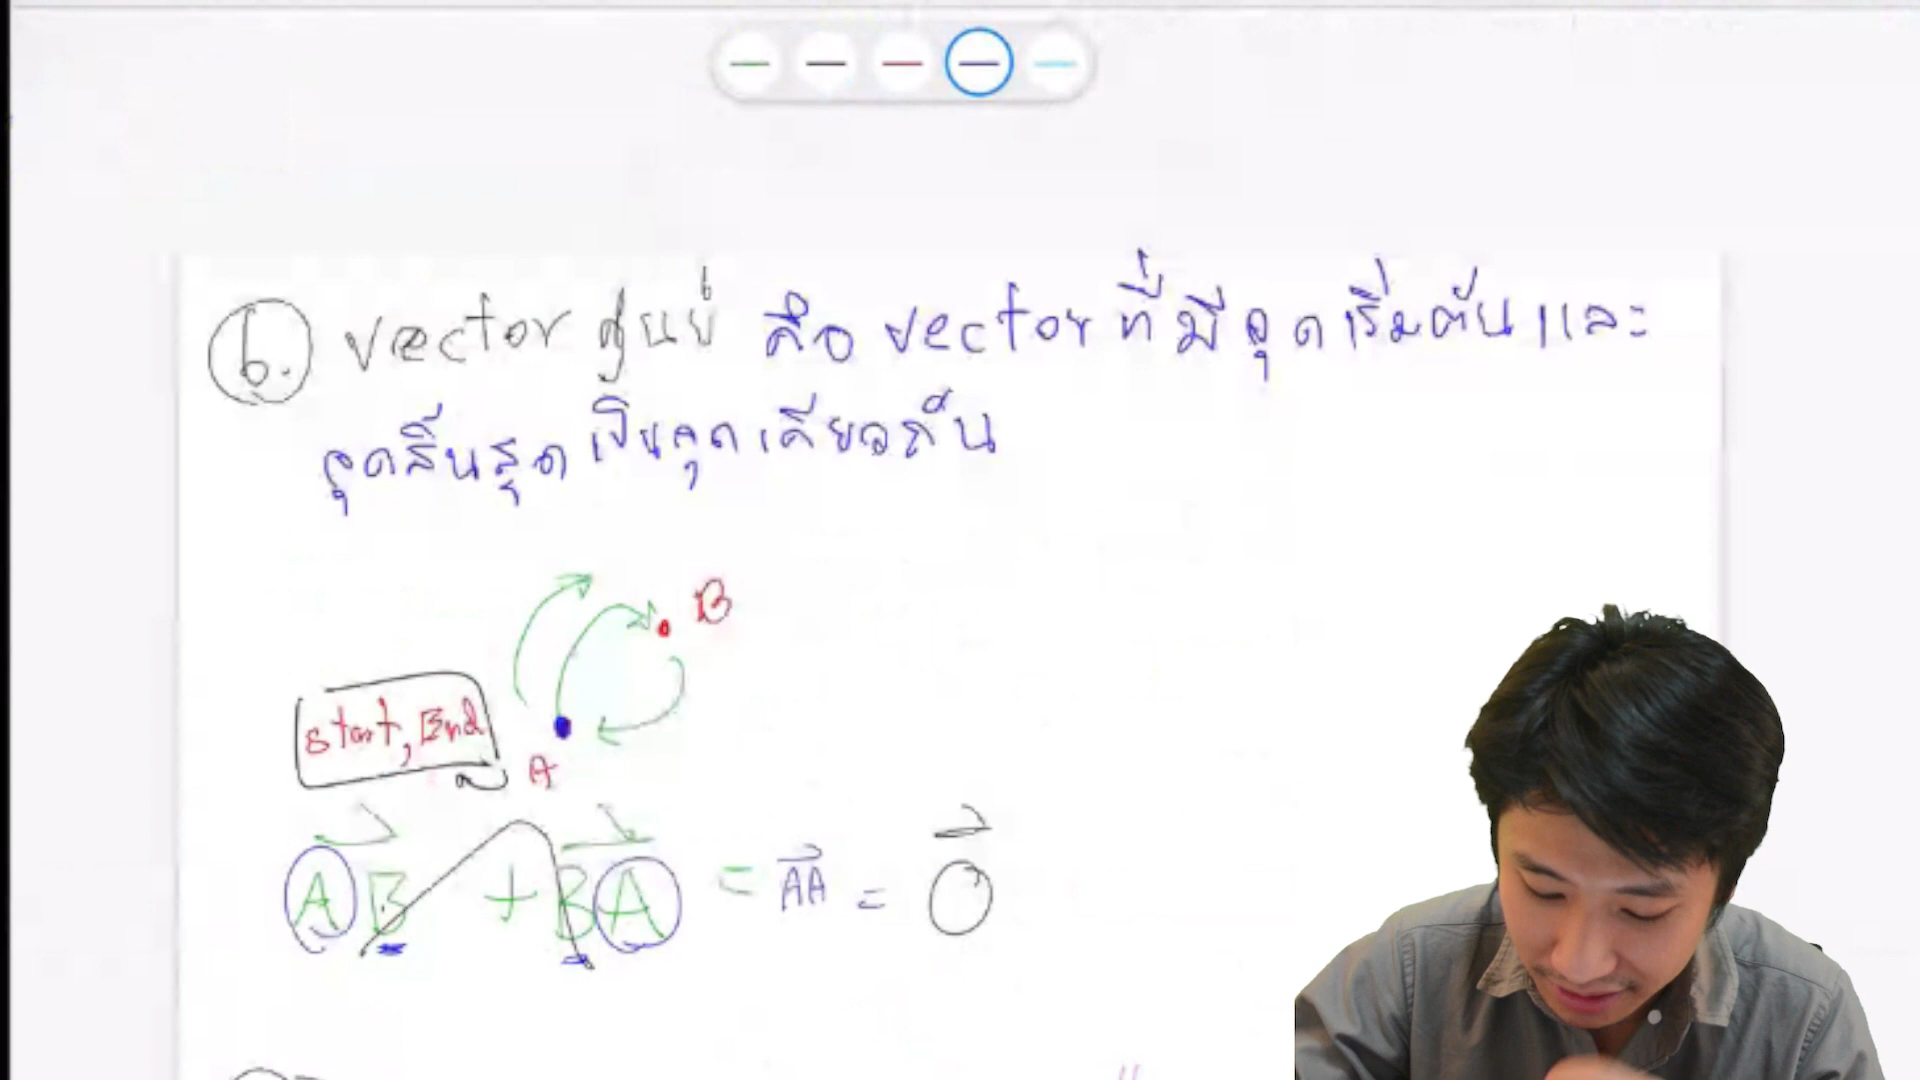 6. vector ศูนย์ คือ vector ที่มีจุดเริ่มต้นและ
จุดสิ้นสุดเป็นจุดเดียวกัน
B
start, End
A
AB + BA = AA = 0